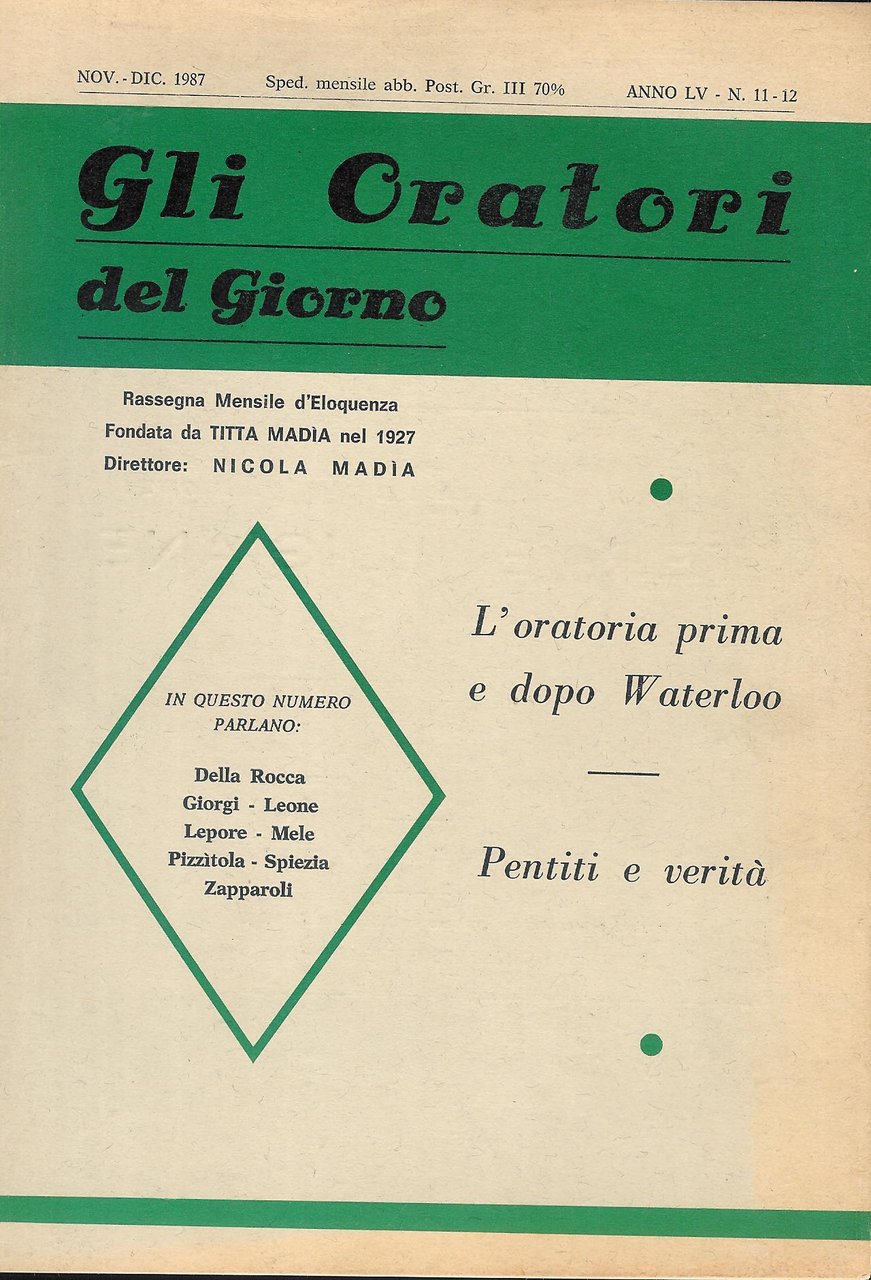 NOV. - DIC. 1987 Sped. mensile abb. Post. Gr. III 70% ANNO LV - N. 11 - 12
Gli Oratori
del Giorno
Rassegna Mensile d'Eloquenza
Fondata da TITTA MADÌA nel 1927
Direttore: NICOLA MADÌA
IN QUESTO NUMERO
PARLANO:
Della Rocca
Giorgi - Leone
Lepore - Mele
Pizzìtola - Spiezia
Zapparoli
L'oratoria prima
e dopo Waterloo
Pentiti e verità